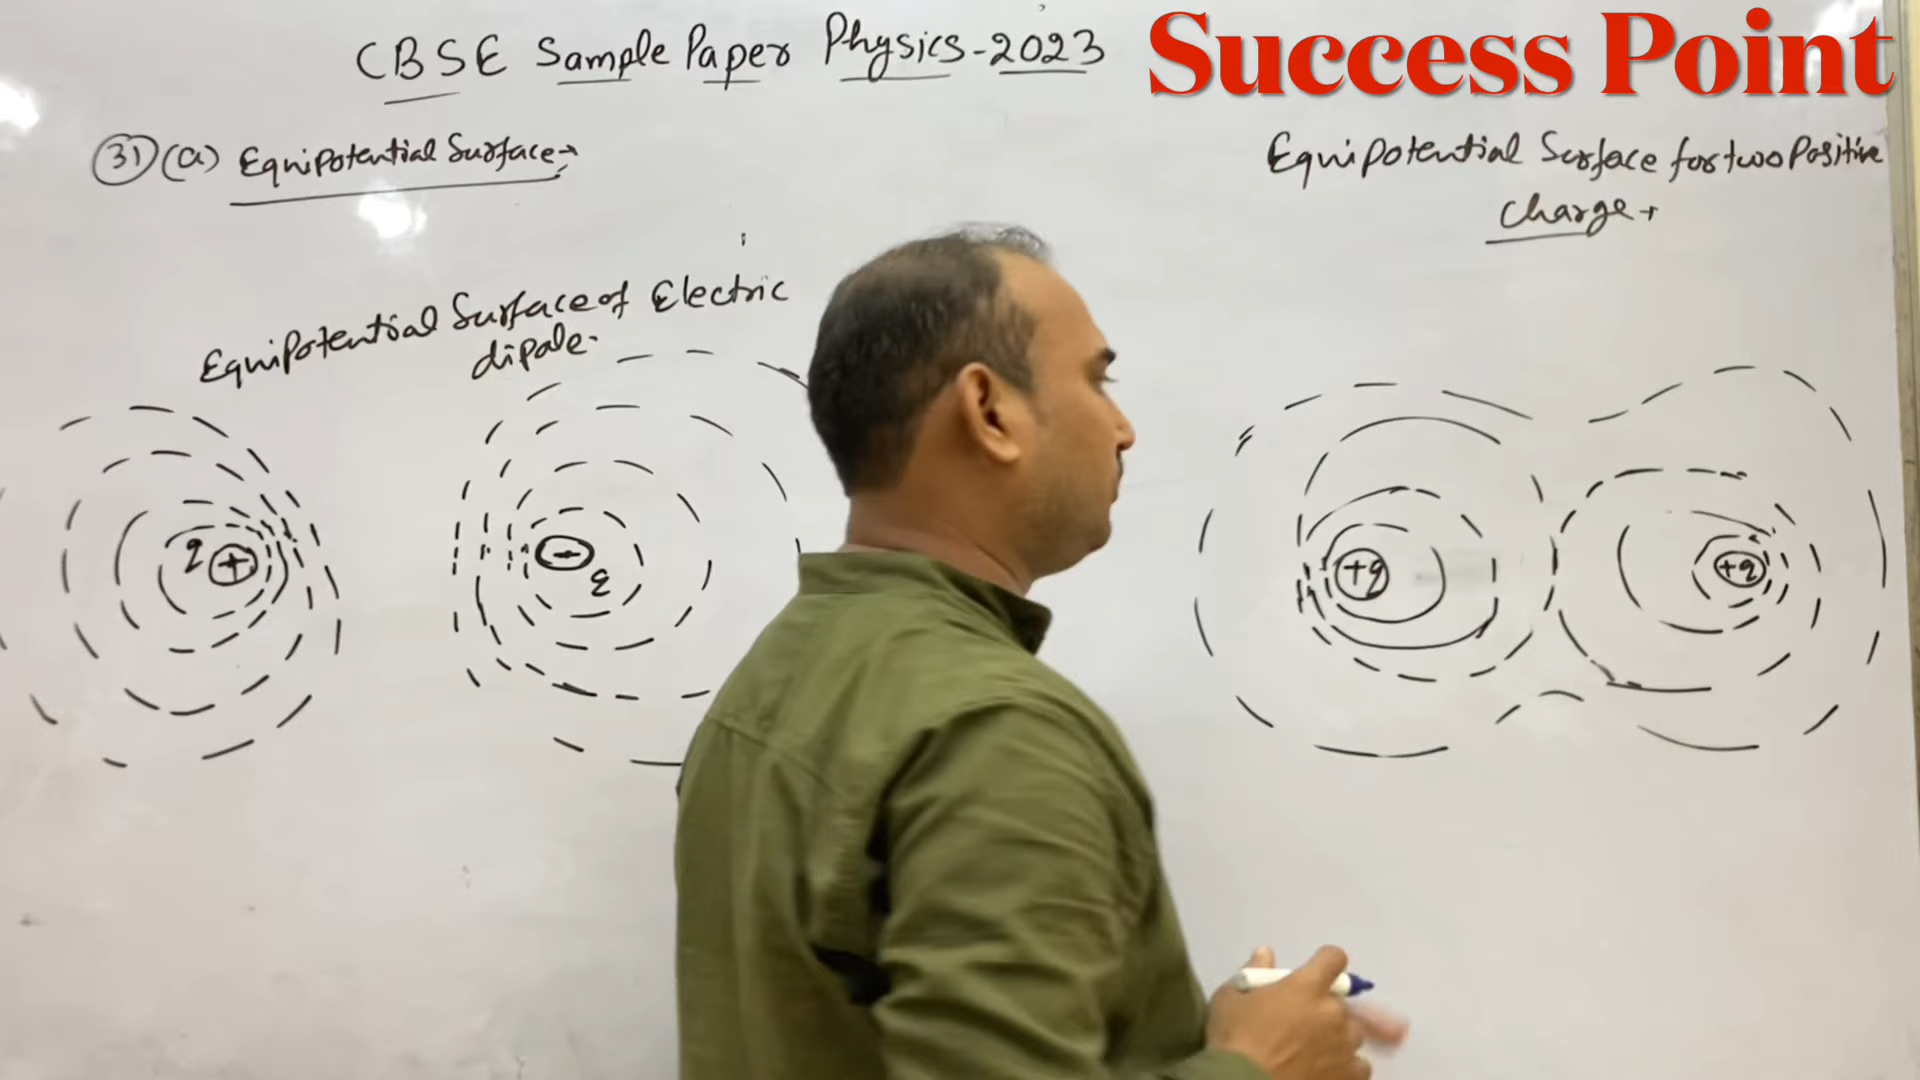 CBSE Sample Paper Physics-2023
Success Point
31 (a) Equipotential Surface→
Equipotential Surface of Electric
dipale.
q +
-
q
Equipotential Surface for two Positive
Charge→
+q
+q